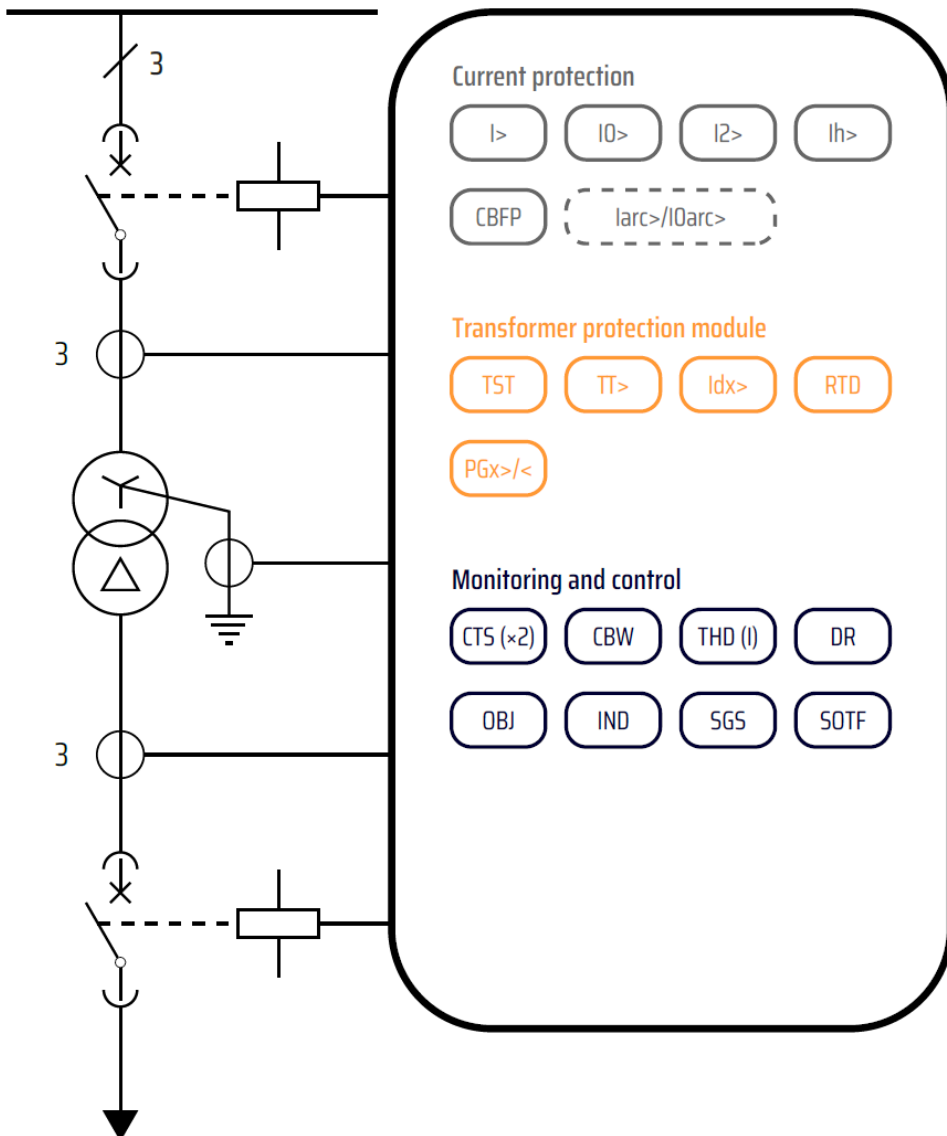 3
Current protection
I> I0> I2> Ih>
CBFP Iarc>/I0arc>
3
Transformer protection module
TST TT> Idx> RTD
PGx>/<
Monitoring and control
CTS (×2) CBW THD (I) DR
OBJ IND SGS SOTF
3